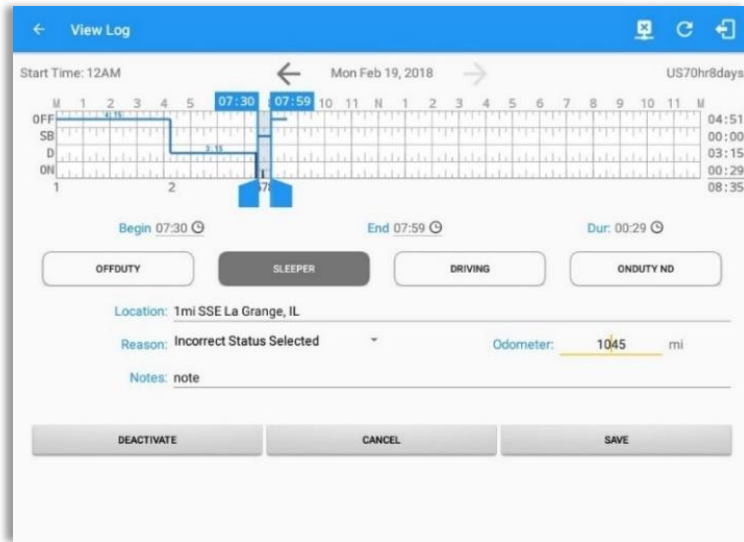 View Log
Start Time: 12AM Mon Feb 19, 2018 US70hr8days
M 1 2 3 4 5 07:30 07:59 10 11 N 1 2 3 4 5 6 7 8 9 10 11 M
OFF 4:15 04:51
SB 00:00
D 3:15 03:15
ON 00:29
1 2 08:35
Begin 07:30 End 07:59 Dur: 00:29
OFFDUTY SLEEPER DRIVING ONDUTY ND
Location: 1mi SSE La Grange, IL
Reason: Incorrect Status Selected Odometer: 1045 mi
Notes: note
DEACTIVATE CANCEL SAVE